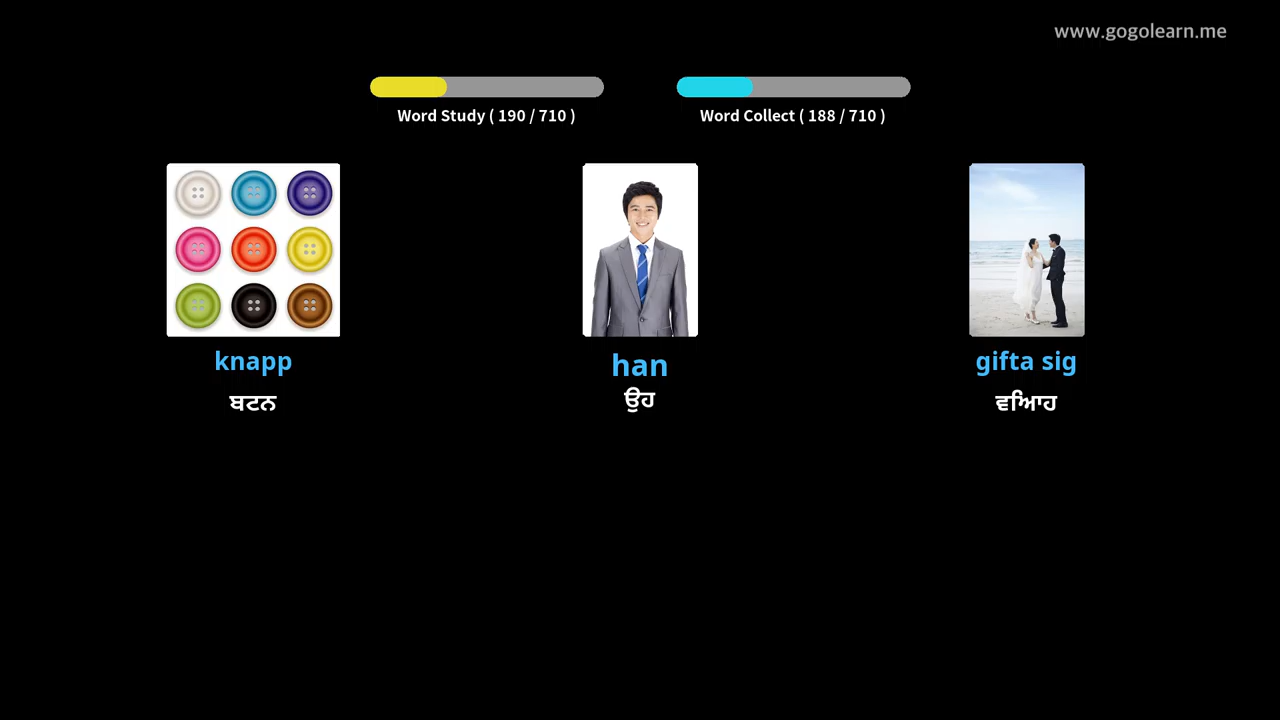 www.gogolearn.me
Word Study ( 190 / 710 )
Word Collect ( 188 / 710 )
knapp
han
gifta sig
ਬਟਨ
ਉਹ
ਵਿਆਹ